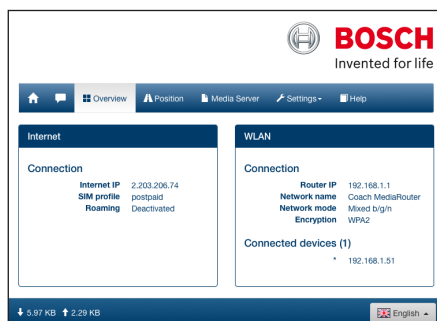 BOSCH
Invented for life
Overview Position Media Server Settings Help
Internet
Connection
Internet IP 2.203.206.74
SIM profile postpaid
Roaming Deactivated
WLAN
Connection
Router IP 192.168.1.1
Network name Coach MediaRouter
Network mode Mixed b/g/n
Encryption WPA2
Connected devices (1)
* 192.168.1.51
5.97 KB 2.29 KB
English